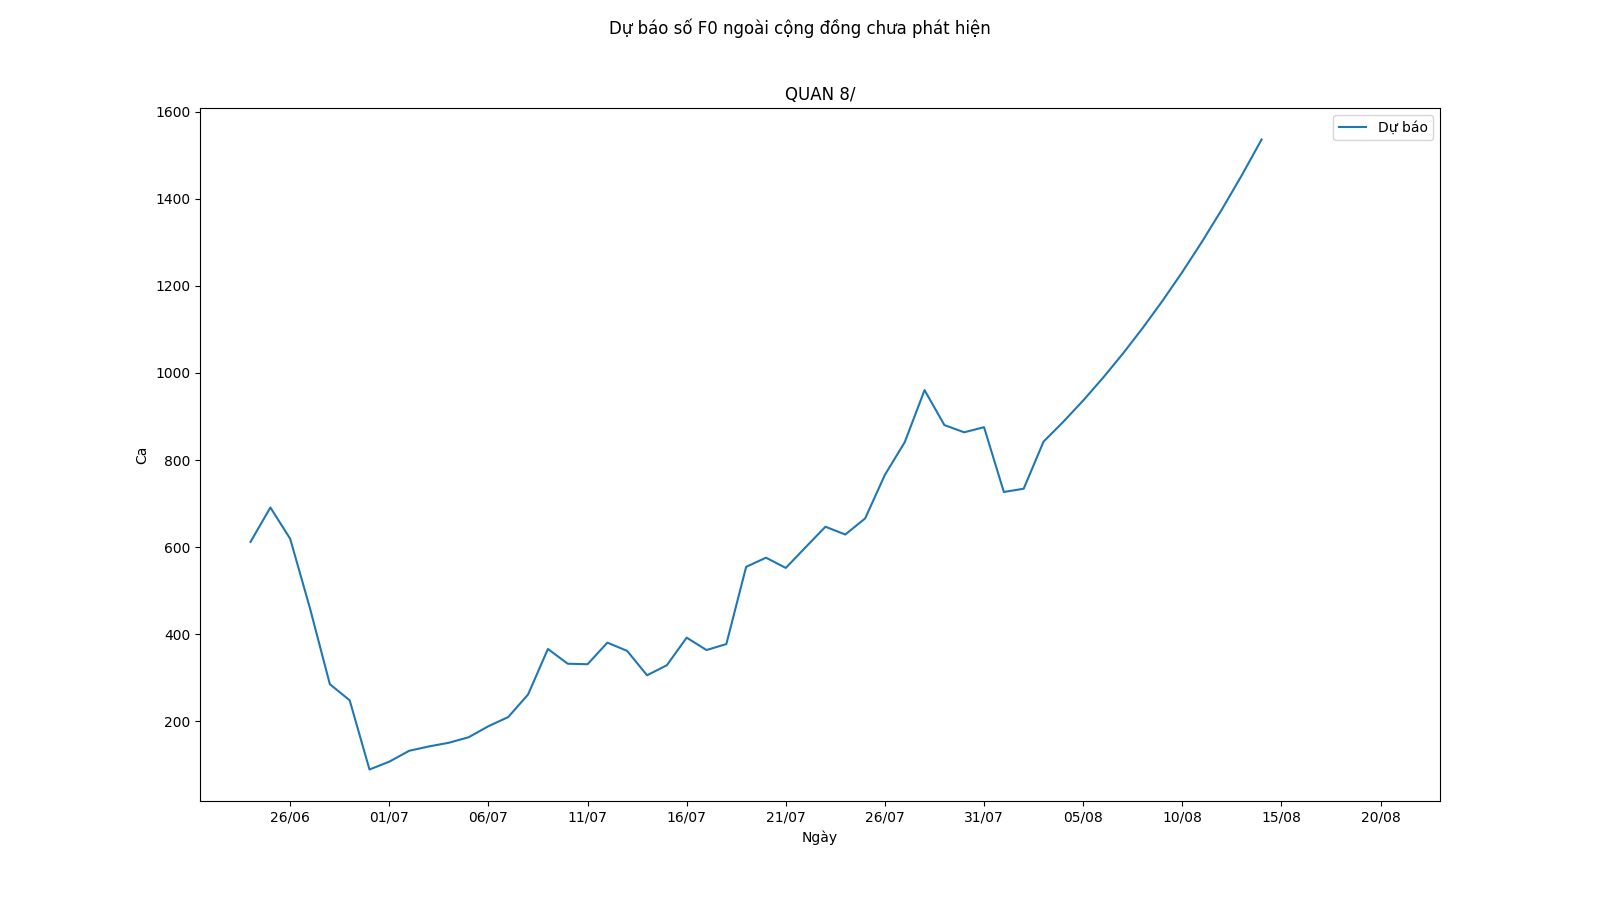 Dự báo số F0 ngoài cộng đồng chưa phát hiện
QUAN 8/
Dự báo
1600
1400
1200
1000
800
600
400
200
Ca
26/06 01/07 06/07 11/07 16/07 21/07 26/07 31/07 05/08 10/08 15/08 20/08
Ngày